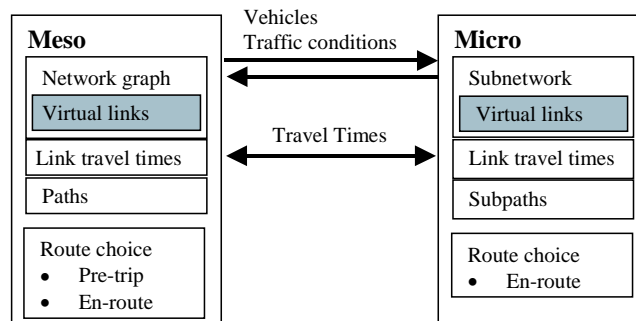 Meso
Network graph
Virtual links
Link travel times
Paths
Route choice
• Pre-trip
• En-route
Vehicles
Traffic conditions
Travel Times
Micro
Subnetwork
Virtual links
Link travel times
Subpaths
Route choice
• En-route